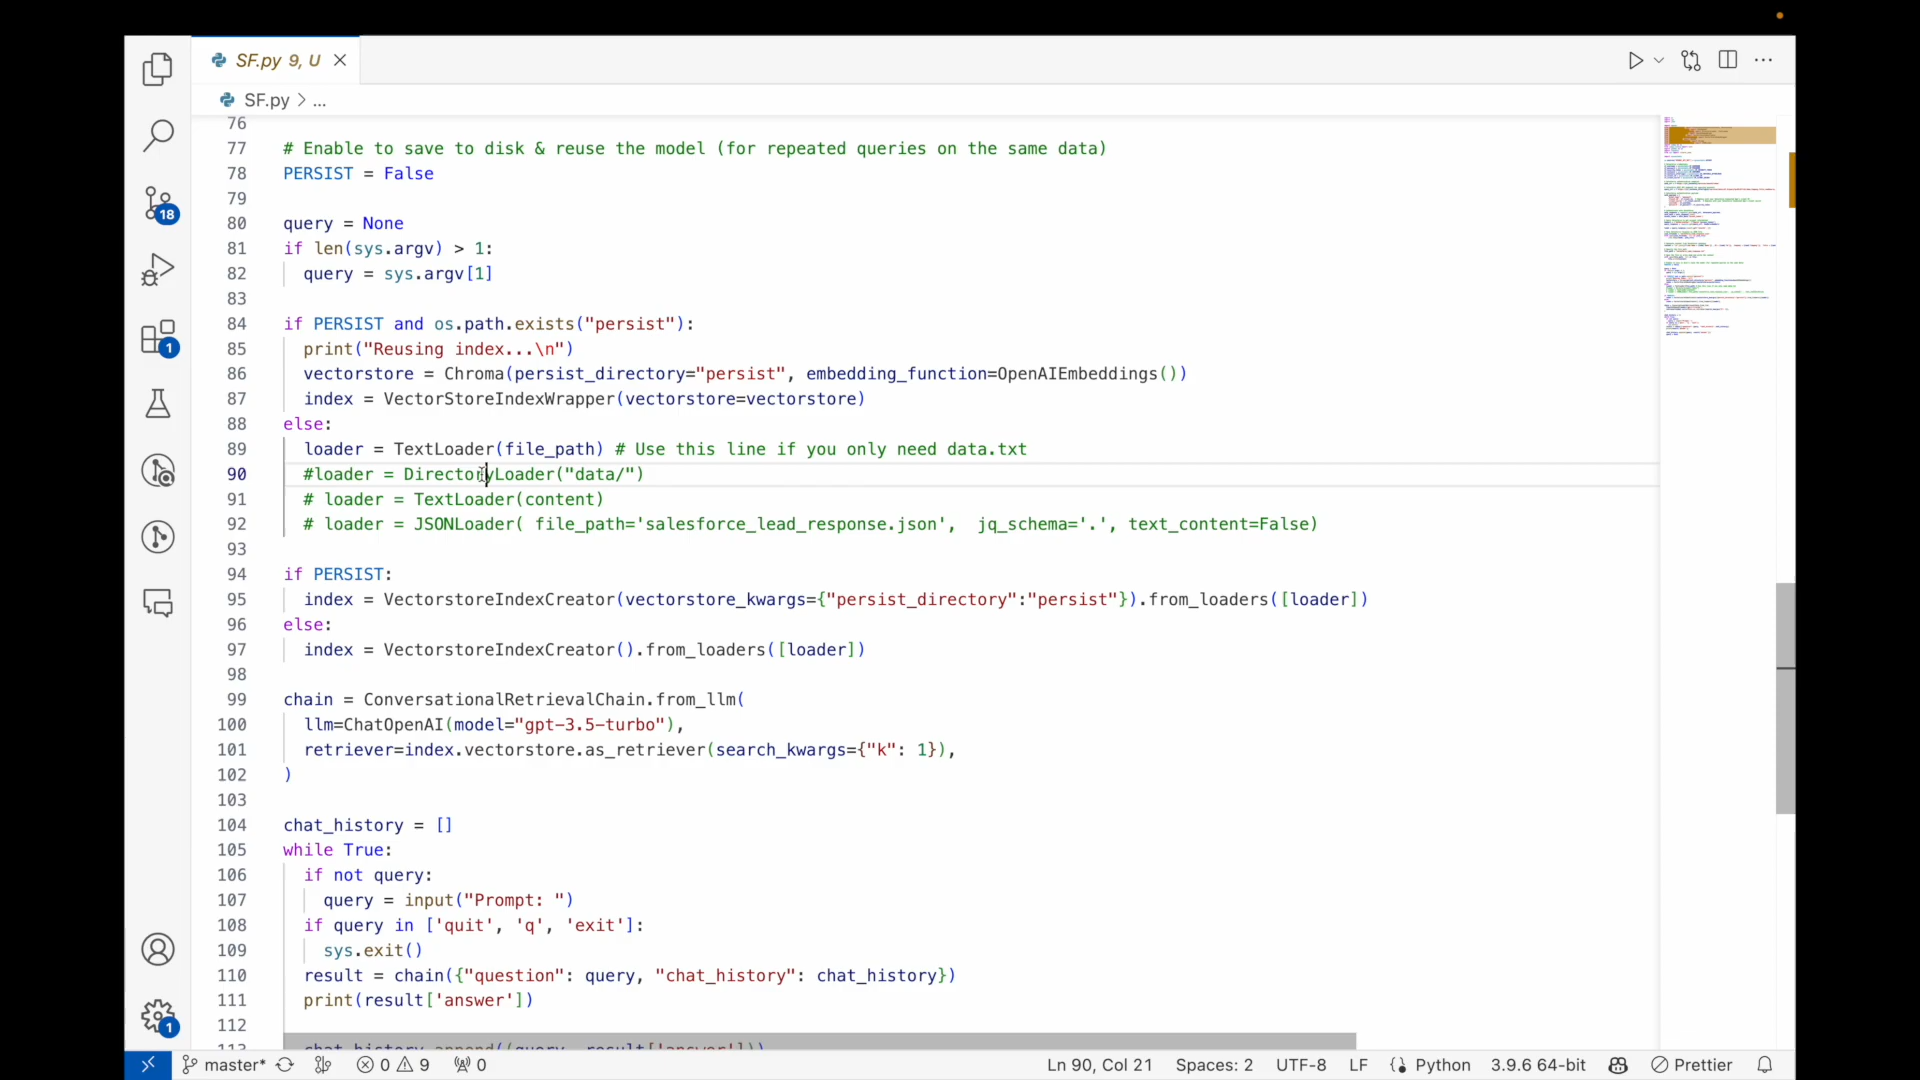 SF.py 9, U
SF.py > ...
76
77 # Enable to save to disk & reuse the model (for repeated queries on the same data)
78 PERSIST = False
79
80 query = None
81 if len(sys.argv) > 1:
82 query = sys.argv[1]
83
84 if PERSIST and os.path.exists("persist"):
85 print("Reusing index...\n")
86 vectorstore = Chroma(persist_directory="persist", embedding_function=OpenAIEmbeddings())
87 index = VectorStoreIndexWrapper(vectorstore=vectorstore)
88 else:
89 loader = TextLoader(file_path) # Use this line if you only need data.txt
90 #loader = DirectoryLoader("data/")
91 # loader = TextLoader(content)
92 # loader = JSONLoader( file_path='salesforce_lead_response.json',  jq_schema='.', text_content=False)
93
94 if PERSIST:
95 index = VectorstoreIndexCreator(vectorstore_kwargs={"persist_directory":"persist"}).from_loaders([loader])
96 else:
97 index = VectorstoreIndexCreator().from_loaders([loader])
98
99 chain = ConversationalRetrievalChain.from_llm(
100 llm=ChatOpenAI(model="gpt-3.5-turbo"),
101 retriever=index.vectorstore.as_retriever(search_kwargs={"k": 1}),
102 )
103
104 chat_history = []
105 while True:
106 if not query:
107 query = input("Prompt: ")
108 if query in ['quit', 'q', 'exit']:
109 sys.exit()
110 result = chain({"question": query, "chat_history": chat_history})
111 print(result['answer'])
112
113 chat_history.append((query, result['answer']))
18
1
1
master* 0 9 0 Ln 90, Col 21 Spaces: 2 UTF-8 LF Python 3.9.6 64-bit Prettier